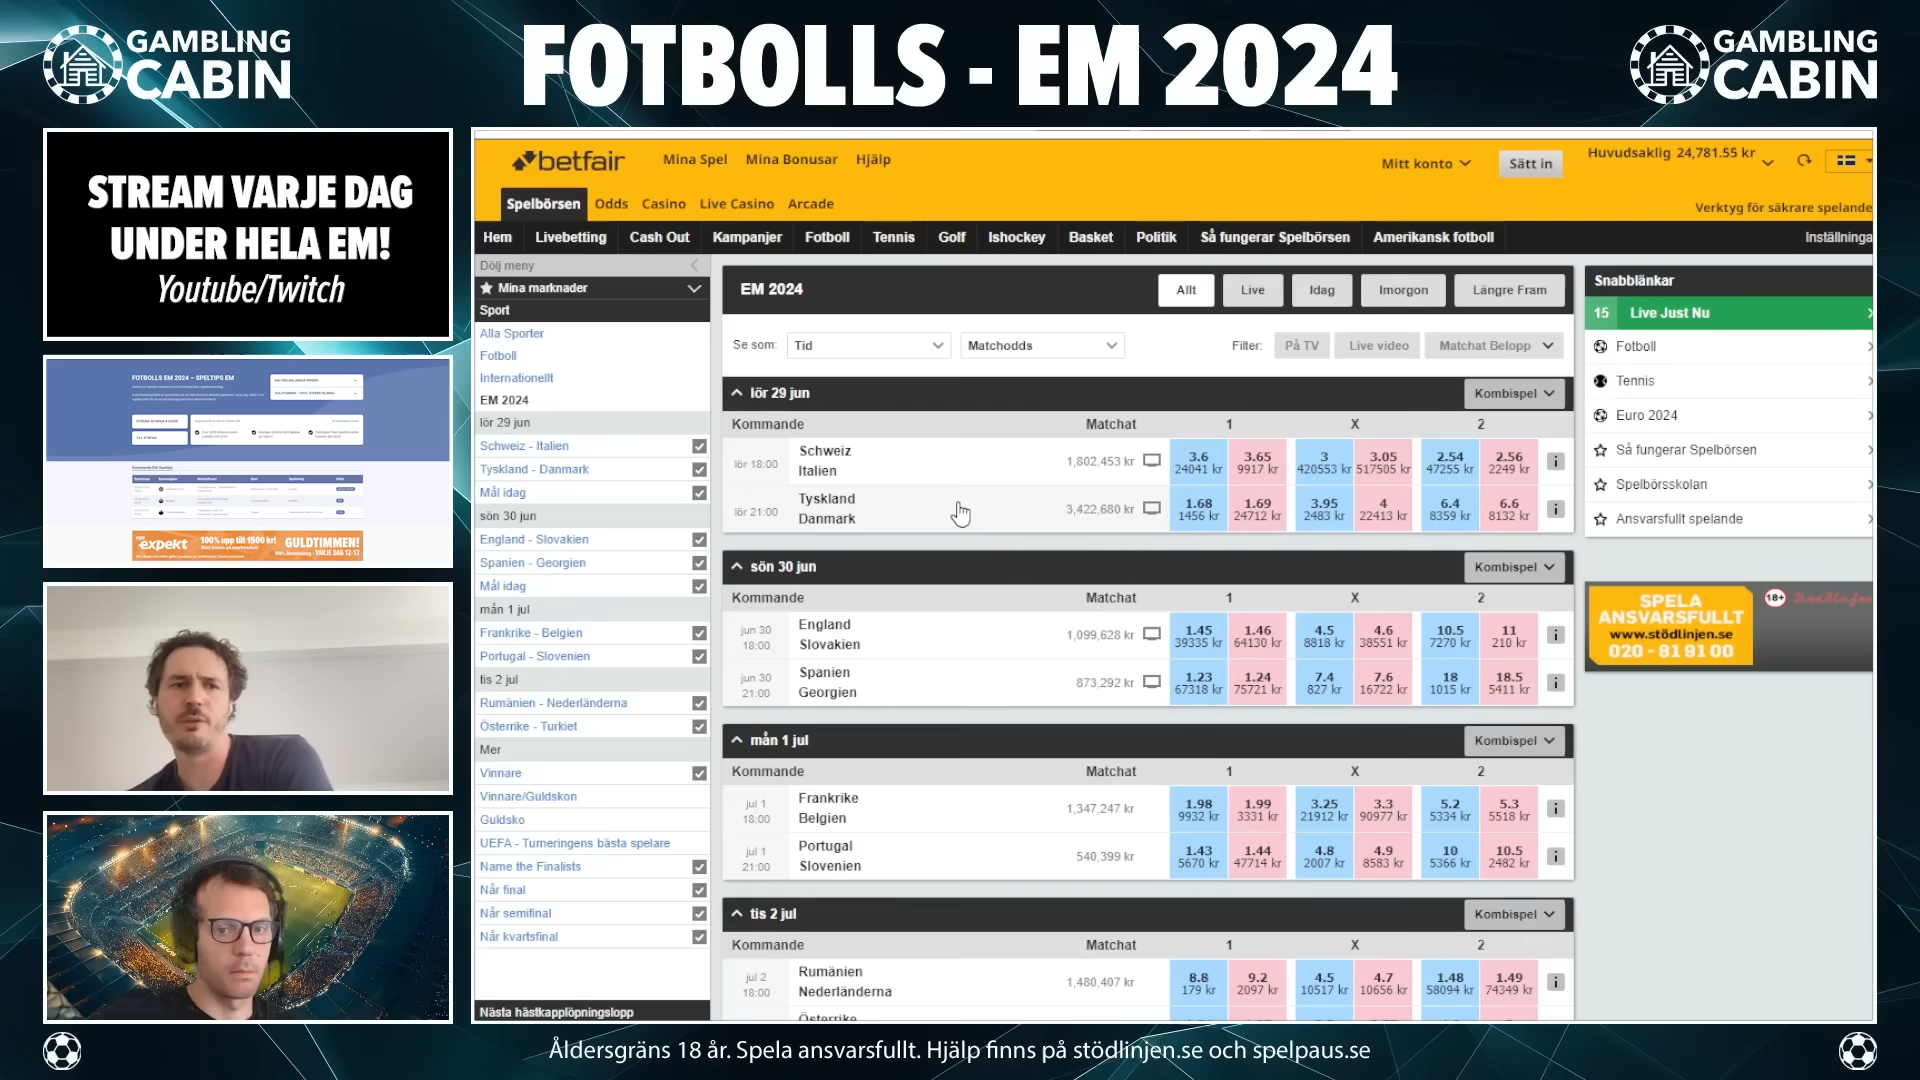 GAMBLING
CABIN
FOTBOLLS - EM 2024
GAMBLING
CABIN
STREAM VARJE DAG
UNDER HELA EM!
Youtube/Twitch
FOTBOLLS EM 2024 – SPELTIPS EM
expekt
100% upp till 1500 kr!
GULDTIMMEN!
VARJE DAG 12-13
betfair
Mina Spel Mina Bonusar Hjälp
Mitt konto
Sätt in
Huvudsaklig 24,781.55 kr
Spelbörsen Odds Casino Live Casino Arcade
Verktyg för säkrare spelande
Hem Livebetting Cash Out Kampanjer Fotboll Tennis Golf Ishockey Basket Politik Så fungerar Spelbörsen Amerikansk fotboll Inställninga
Dölj meny
Mina marknader
Sport
Alla Sporter
Fotboll
Internationellt
EM 2024
lör 29 jun
Schweiz - Italien
Tyskland - Danmark
Mål idag
sön 30 jun
England - Slovakien
Spanien - Georgien
Mål idag
mån 1 jul
Frankrike - Belgien
Portugal - Slovenien
tis 2 jul
Rumänien - Nederländerna
Österrike - Turkiet
Mer
Vinnare
Vinnare/Guldskon
Guldsko
UEFA - Turneringens bästa spelare
Name the Finalists
Når final
Når semifinal
Når kvartsfinal
Nästa hästkapplöpningslopp
EM 2024
Allt Live Idag Imorgon Längre Fram
Se som: Tid Matchodds Filter: På TV Live video Matchat Belopp
lör 29 jun Kombispel
Kommande Matchat 1 X 2
lör 18:00 Schweiz Italien 1,802,453 kr
3.6 3.65 3 3.05 2.54 2.56
24041 kr 9917 kr 420553 kr 517505 kr 47255 kr 2249 kr
lör 21:00 Tyskland Danmark 3,422,680 kr
1.68 1.69 3.95 4 6.4 6.6
1456 kr 24712 kr 2483 kr 22413 kr 8359 kr 8132 kr
sön 30 jun Kombispel
Kommande Matchat 1 X 2
jun 30 18:00 England Slovakien 1,099,628 kr
1.45 1.46 4.5 4.6 10.5 11
39335 kr 64130 kr 8818 kr 38551 kr 7270 kr 210 kr
jun 30 21:00 Spanien Georgien 873,292 kr
1.23 1.24 7.4 7.6 18 18.5
67318 kr 75721 kr 827 kr 16722 kr 1015 kr 5411 kr
mån 1 jul Kombispel
Kommande Matchat 1 X 2
jul 1 18:00 Frankrike Belgien 1,347,247 kr
1.98 1.99 3.25 3.3 5.2 5.3
9932 kr 3331 kr 21912 kr 90977 kr 5334 kr 5518 kr
jul 1 21:00 Portugal Slovenien 540,399 kr
1.43 1.44 4.8 4.9 10 10.5
5670 kr 47714 kr 2007 kr 8583 kr 5366 kr 2482 kr
tis 2 jul Kombispel
Kommande Matchat 1 X 2
jul 2 18:00 Rumänien Nederländerna 1,480,407 kr
8.8 9.2 4.5 4.7 1.48 1.49
179 kr 2097 kr 10517 kr 10656 kr 58094 kr 74349 kr
Österrike
Snabblänkar
15 Live Just Nu
Fotboll
Tennis
Euro 2024
Så fungerar Spelbörsen
Spelbörsskolan
Ansvarsfullt spelande
SPELA
ANSVARSFULLT
www.stödlinjen.se
020 - 81 91 00
18+
Åldersgräns 18 år. Spela ansvarsfullt. Hjälp finns på stödlinjen.se och spelpaus.se